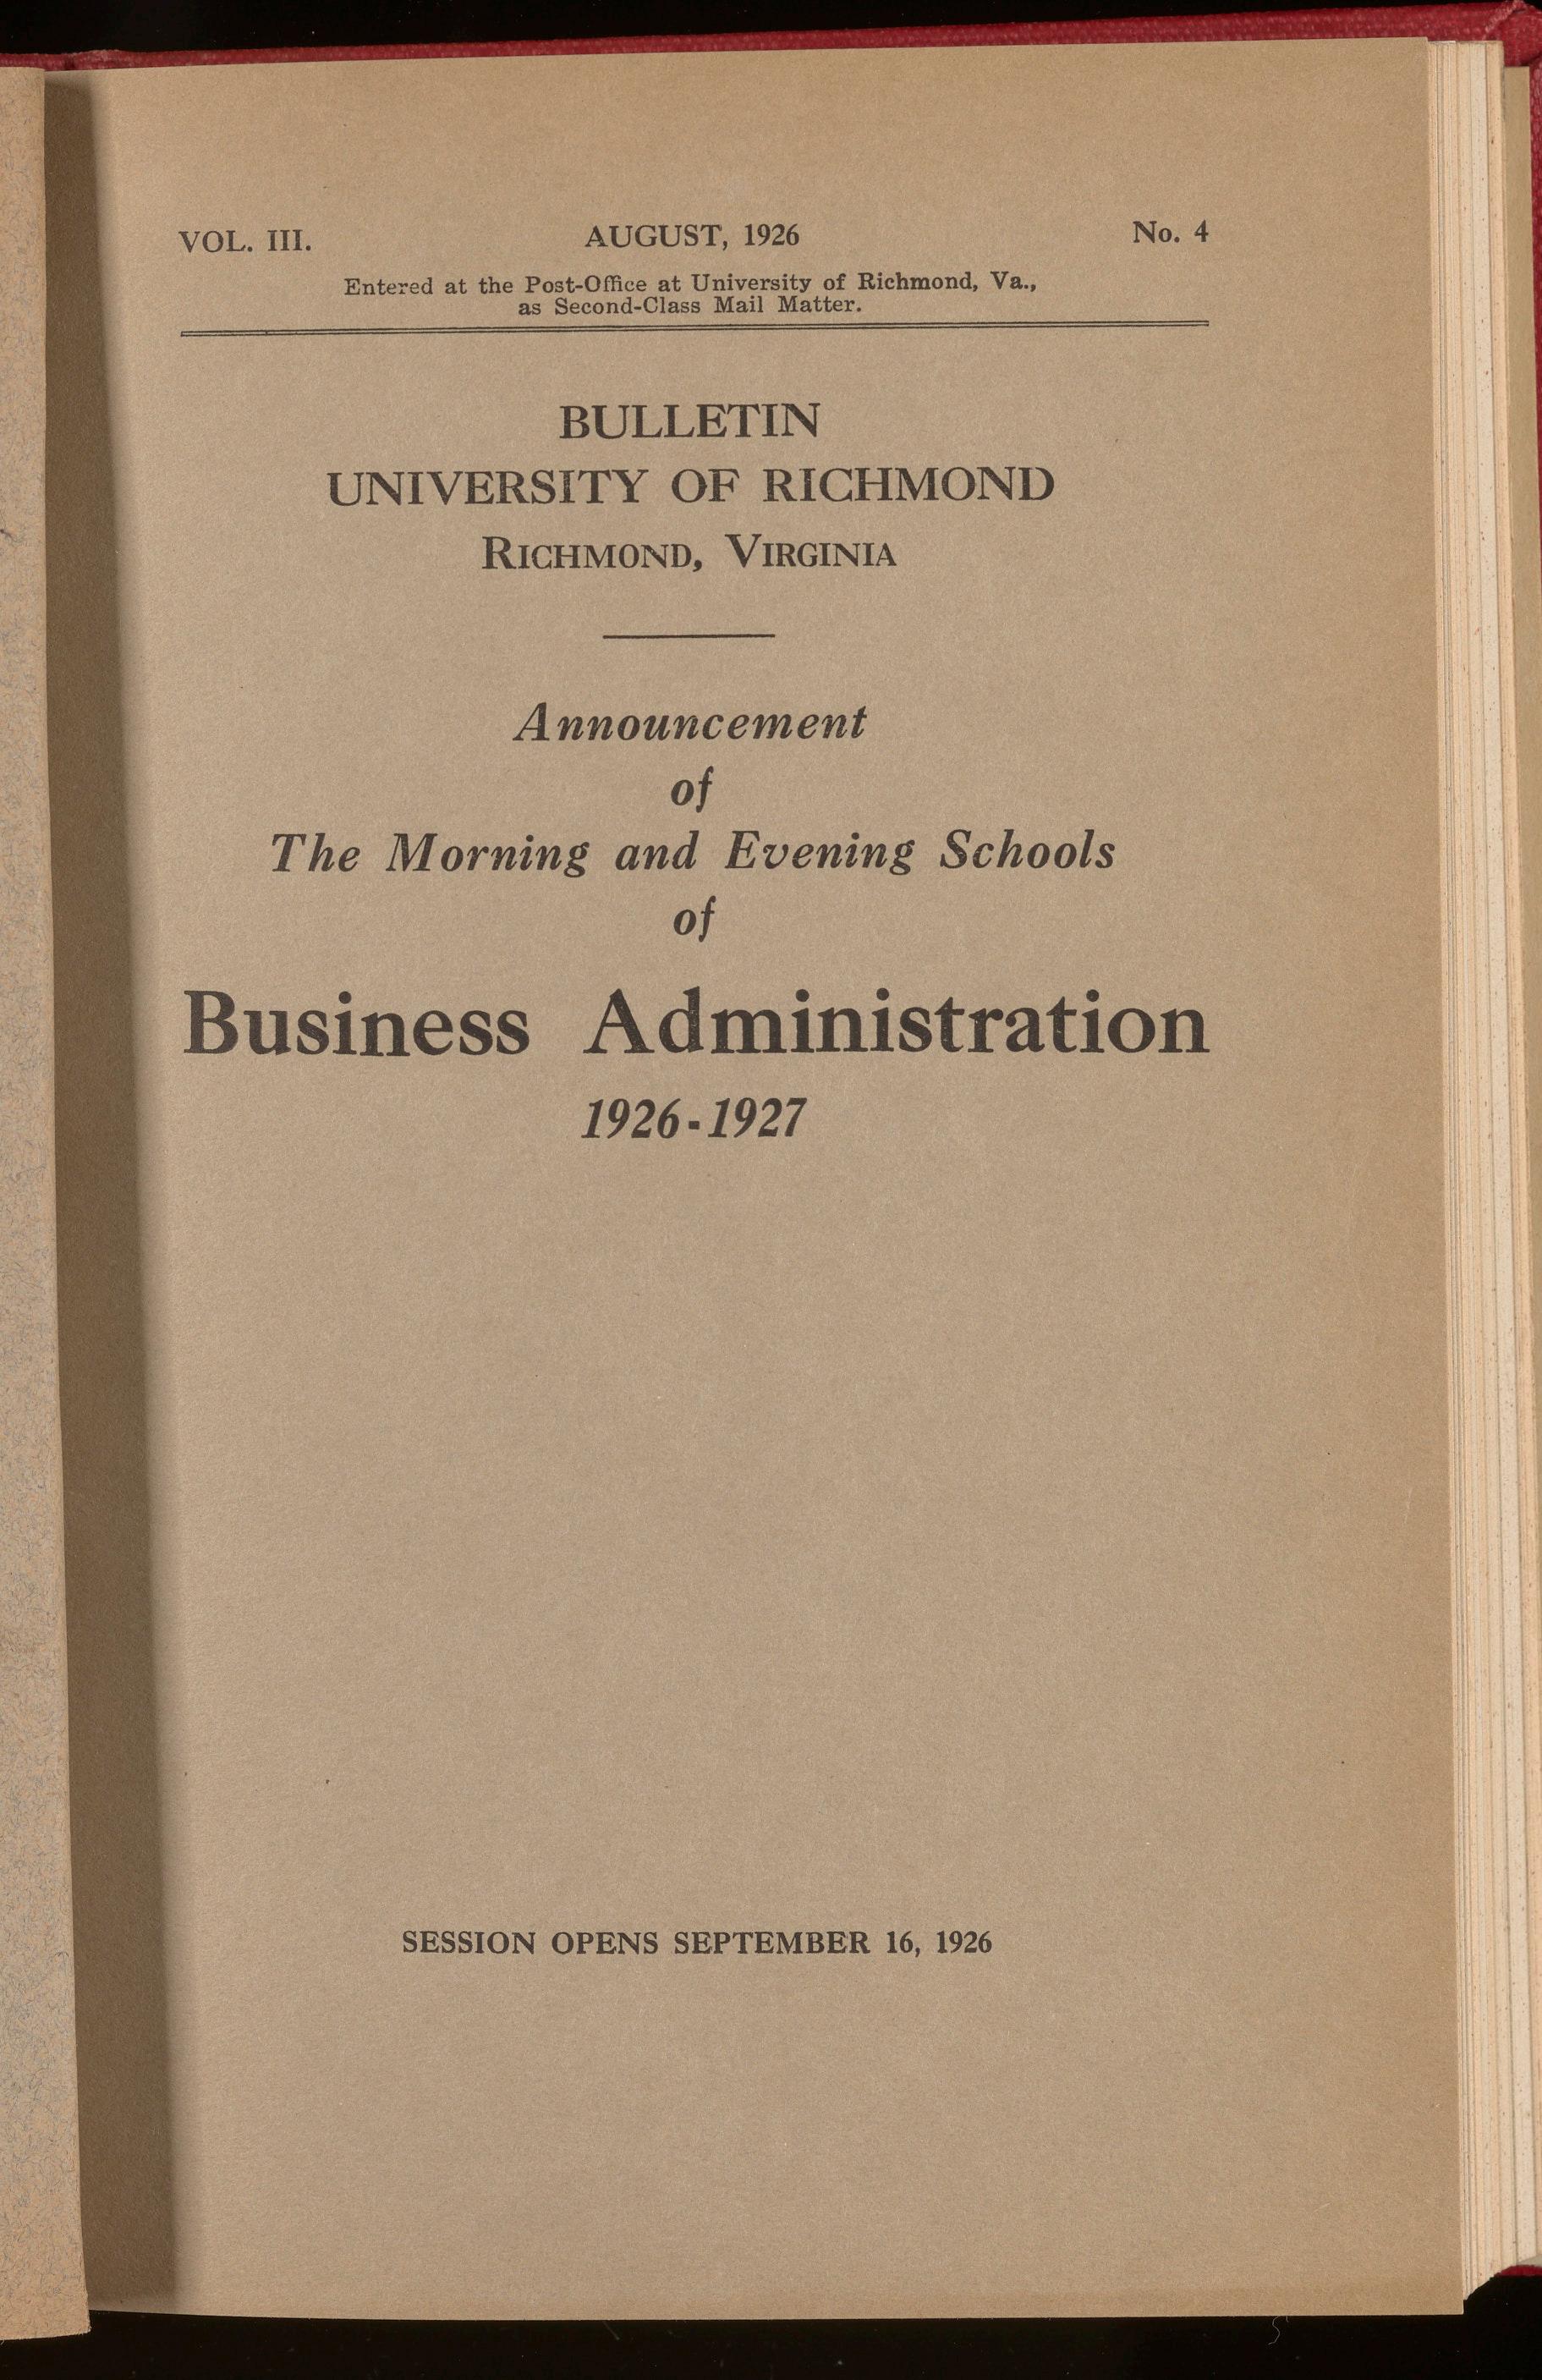 VOL. III. AUGUST, 1926 No. 4
Entered at the Post-Office at University of Richmond, Va.,
as Second-Class Mail Matter.
BULLETIN
UNIVERSITY OF RICHMOND
RICHMOND, VIRGINIA
Announcement
of
The Morning and Evening Schools
of
Business Administration
1926-1927
SESSION OPENS SEPTEMBER 16, 1926